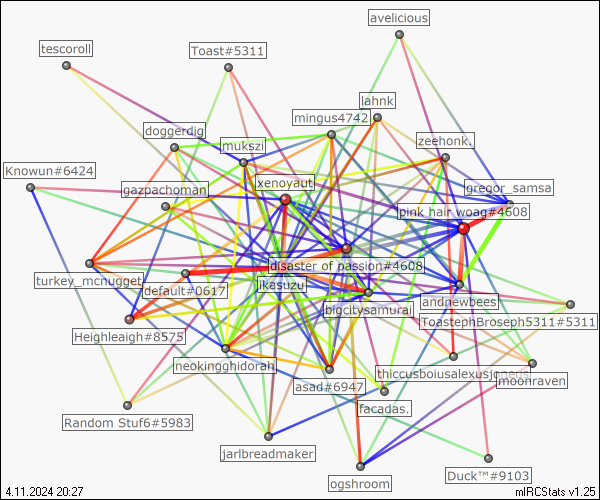 avelicious
tescoroll
Toast#5311
lahnk
mingus4742
doggerdig
zeehonk.
mukszi
Knowun#6424
xenoyaut
gregor_samsa
gazpachoman
pink hair woag#4608
disaster of passion#4608
turkey_mcnugget
default#0617
ikasuzu
andrewbees
bigcitysamurai
ToastephBroseph5311#5311
Heighleaigh#8575
neokingghidorah
thiccusboiusalexusjoneus
moonraven
asad#6947
facadas.
Random Stuf6#5983
jarlbreadmaker
Duck™#9103
ogshroom
4.11.2024 20:27
mIRCStats v1.25